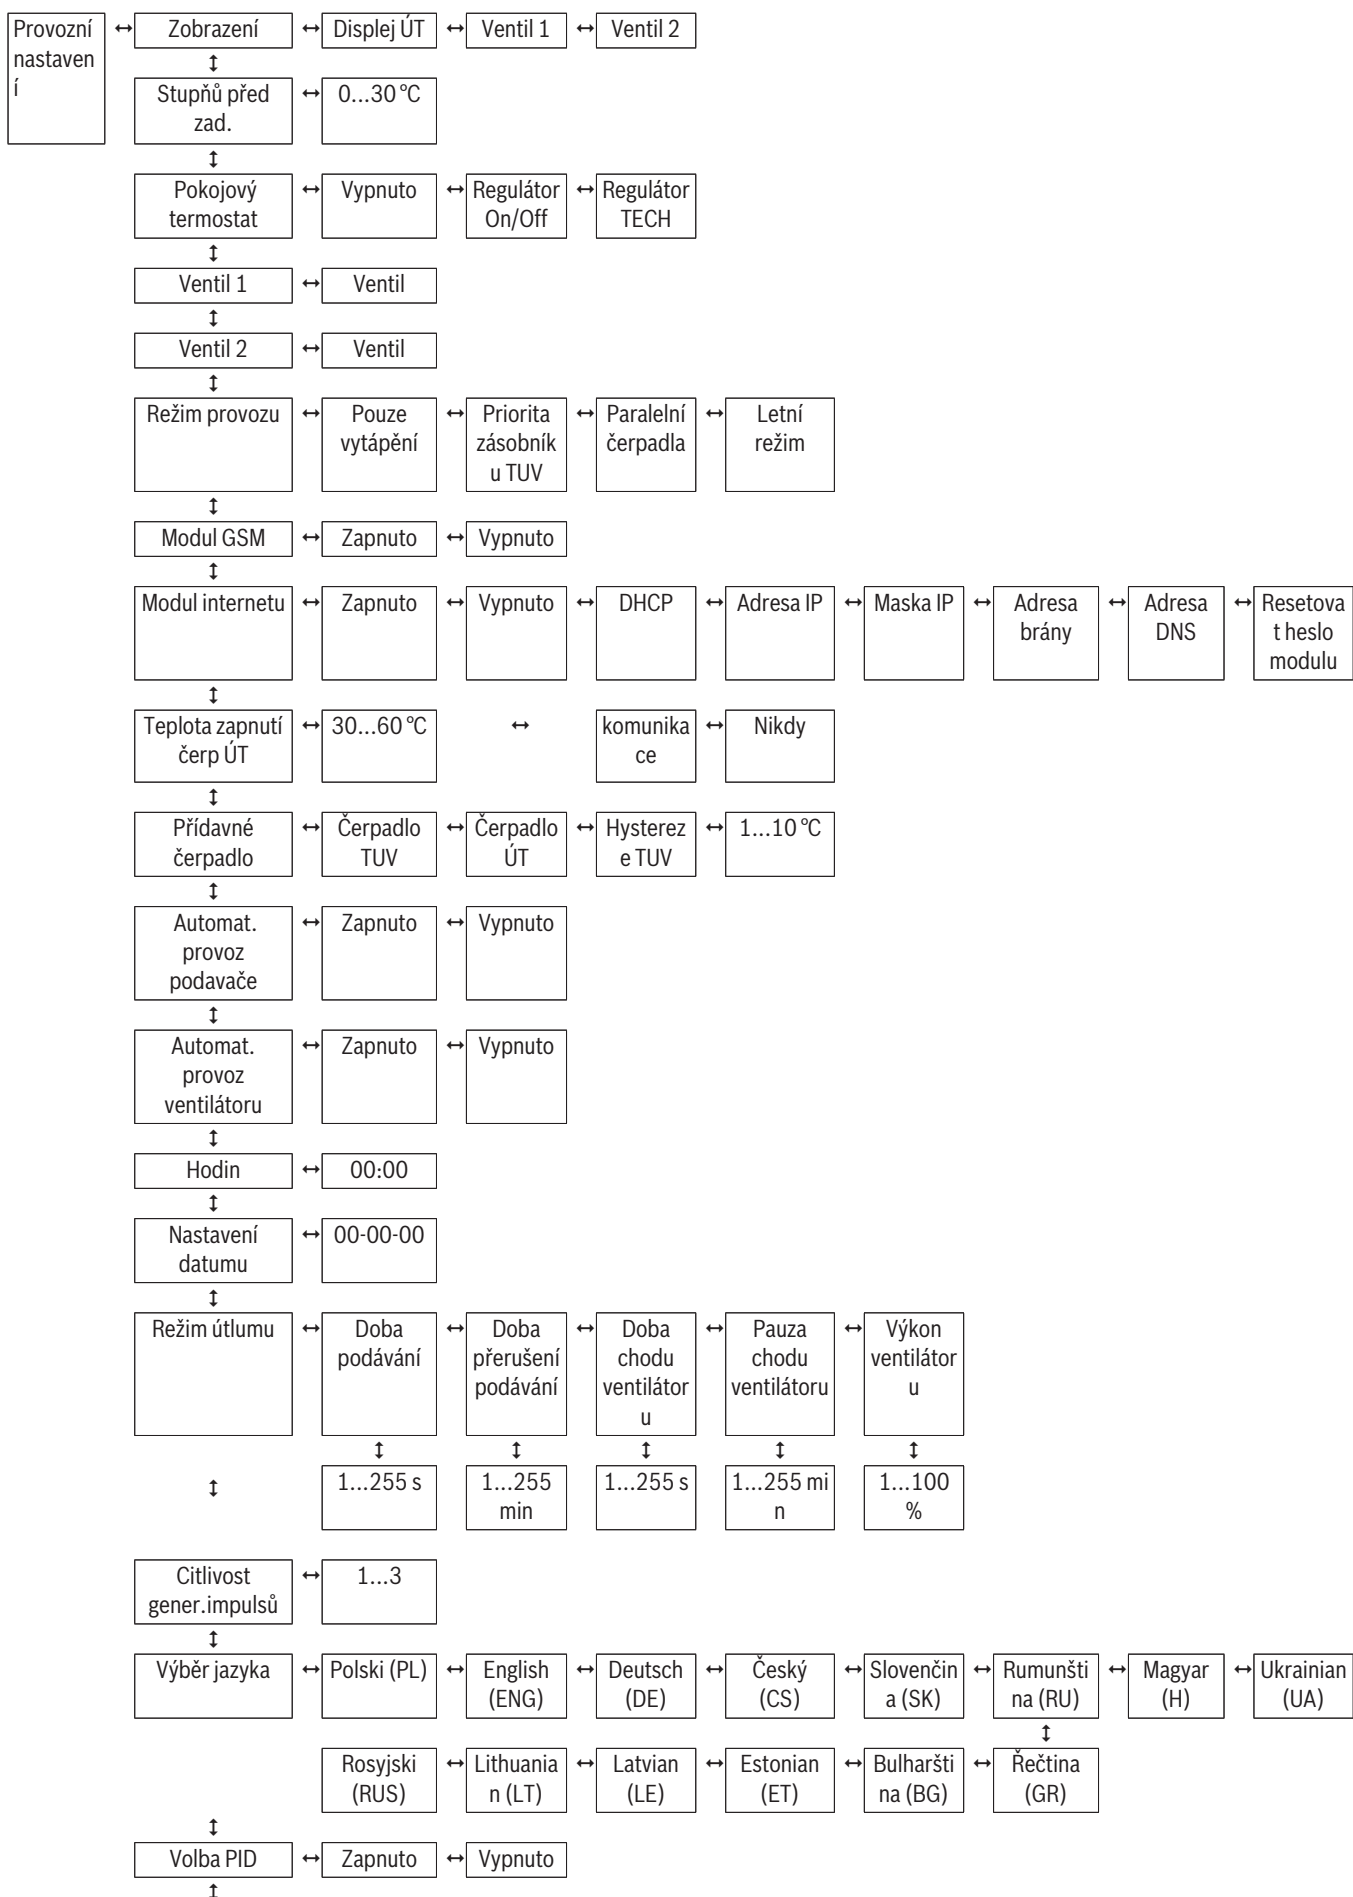 Provozní
nastaven
í
Zobrazení
Displej ÚT
Ventil 1
Ventil 2
Stupňů před
zad.
0...30 °C
Pokojový
termostat
Vypnuto
Regulátor
On/Off
Regulátor
TECH
Ventil 1
Ventil
Ventil 2
Ventil
Režim provozu
Pouze
vytápění
Priorita
zásobník
u TUV
Paralelní
čerpadla
Letní
režim
Modul GSM
Zapnuto
Vypnuto
Modul internetu
Zapnuto
Vypnuto
DHCP
Adresa IP
Maska IP
Adresa
brány
Adresa
DNS
Resetova
t heslo
modulu
Teplota zapnutí
čerp ÚT
30...60 °C
komunika
ce
Nikdy
Přídavné
čerpadlo
Čerpadlo
TUV
Čerpadlo
ÚT
Hysterez
e TUV
1...10 °C
Automat.
provoz
podavače
Zapnuto
Vypnuto
Automat.
provoz
ventilátoru
Zapnuto
Vypnuto
Hodin
00:00
Nastavení
datumu
00-00-00
Režim útlumu
Doba
podávání
Doba
přerušení
podávání
Doba
chodu
ventilátor
u
Pauza
chodu
ventilátoru
Výkon
ventilátor
u
1...255 s
1...255
min
1...255 s
1...255 mi
n
1...100
%
Citlivost
gener.impulsů
1...3
Výběr jazyka
Polski (PL)
English
(ENG)
Deutsch
(DE)
Český
(CS)
Slovenčin
a (SK)
Rumunšti
na (RU)
Magyar
(H)
Ukrainian
(UA)
Rosyjski
(RUS)
Lithuania
n (LT)
Latvian
(LE)
Estonian
(ET)
Bulharšti
na (BG)
Řečtina
(GR)
Volba PID
Zapnuto
Vypnuto